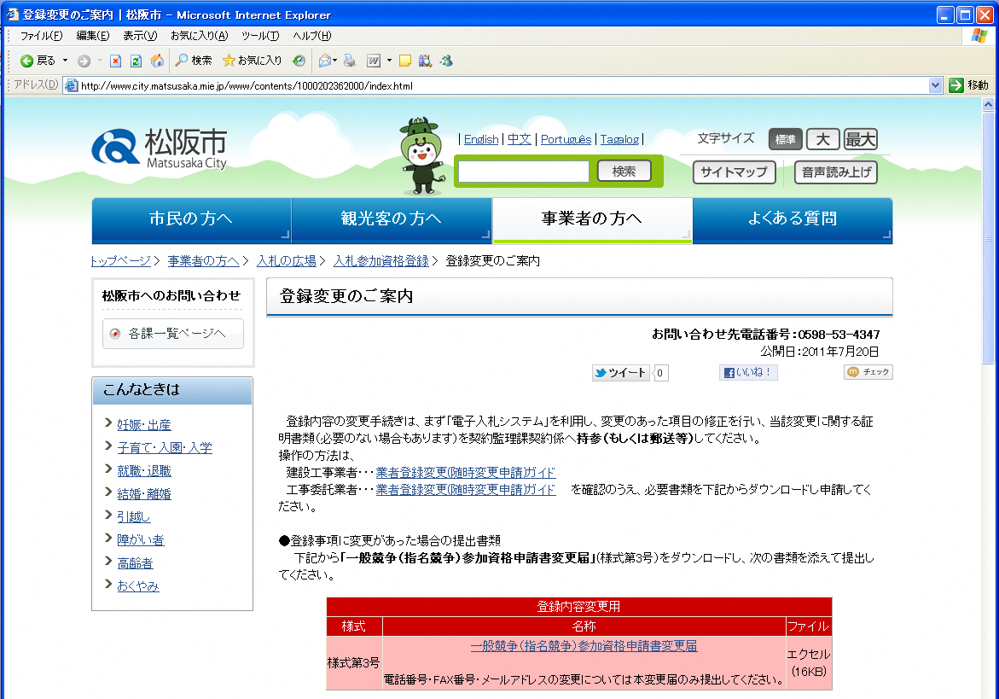 登録変更のご案内 | 松阪市 - Microsoft Internet Explorer
ファイル(F) 編集(E) 表示(V) お気に入り(A) ツール(T) ヘルプ(H)
戻る 検索 お気に入り
アドレス(D) http://www.city.matsusaka.mie.jp/www/contents/1000202362000/index.html 移動
松阪市
Matsusaka City
| English | 中文 | Português | Tagalog |
検索
文字サイズ 標準 大 最大
サイトマップ 音声読み上げ
市民の方へ 観光客の方へ 事業者の方へ よくある質問
トップページ > 事業者の方へ > 入札の広場 > 入札参加資格登録 > 登録変更のご案内
松阪市へのお問い合わせ
各課一覧ページへ
こんなときは
妊娠・出産
子育て・入園・入学
就職・退職
結婚・離婚
引越し
障がい者
高齢者
おくやみ
登録変更のご案内
お問い合わせ先電話番号：0598-53-4347
公開日：2011年7月20日
ツイート 0 いいね！ チェック
登録内容の変更手続きは、まず「電子入札システム」を利用し、変更のあった項目の修正を行い、当該変更に関する証
明書類（必要のない場合もあります）を契約監理課契約係へ持参（もしくは郵送等）してください。
操作の方法は、
建設工事業者・・・業者登録変更(随時変更申請)ガイド
工事委託業者・・・業者登録変更(随時変更申請)ガイド を確認のうえ、必要書類を下記からダウンロードし申請してく
ださい。
●登録事項に変更があった場合の提出書類
下記から「一般競争（指名競争）参加資格申請書変更届」（様式第3号）をダウンロードし、次の書類を添えて提出し
てください。
登録内容変更用
様式 名称 ファイル
様式第3号 一般競争（指名競争）参加資格申請書変更届 エクセル
(16KB)
電話番号・FAX番号・メールアドレスの変更については本変更届のみ提出してください。